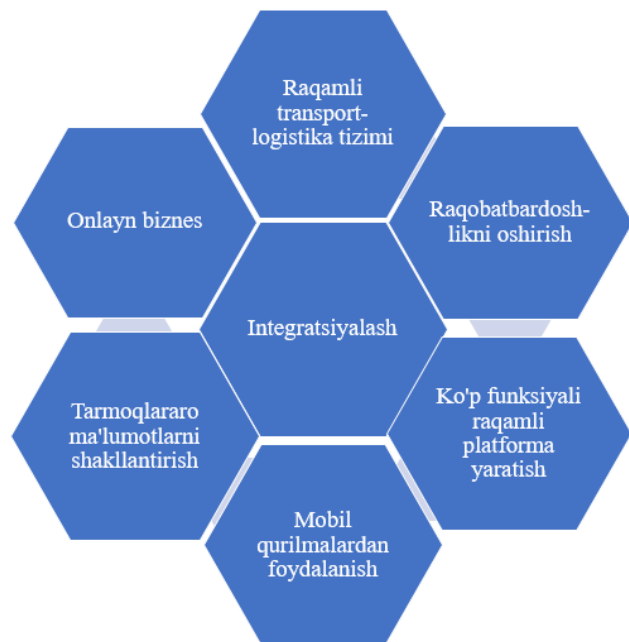 Raqamli
transport-
logistika tizimi
Onlayn biznes
Raqobatbardosh-
likni oshirish
Integratsiyalash
Tarmoqlararo
ma'lumotlarni
shakllantirish
Ko'p funksiyali
raqamli
platforma
yaratish
Mobil
qurilmalardan
foydalanish